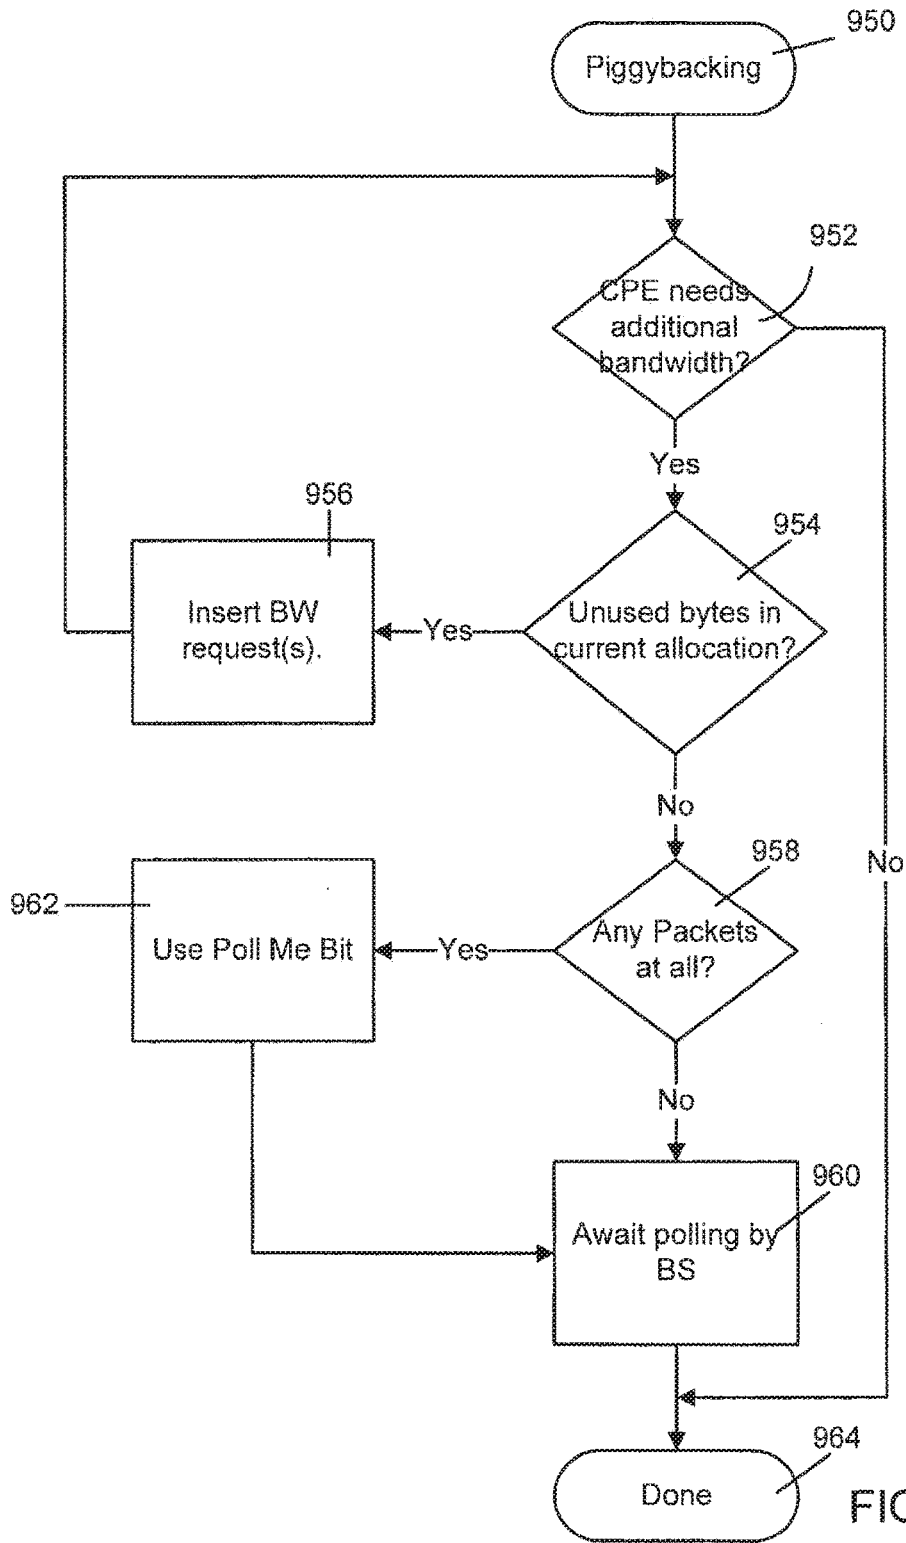 950
Piggybacking
952
CPE needs
additional
bandwidth?
Yes
956
954
Insert BW
request(s).
Yes
Unused bytes in
current allocation?
No
958
No
962
Use Poll Me Bit
Yes
Any Packets
at all?
No
960
Await polling by
BS
964
Done